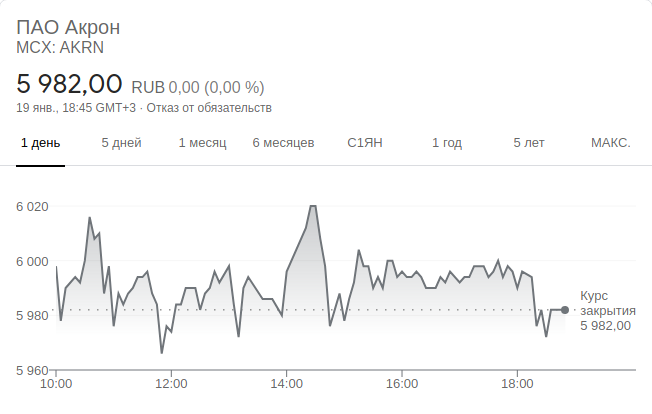 ПАО Акрон
MCX: AKRN
5 982,00 RUB 0,00 (0,00 %)
19 янв., 18:45 GMT+3 · Отказ от обязательств
1 день 5 дней 1 месяц 6 месяцев С1ЯН 1 год 5 лет МАКС.
6 020
6 000
5 980
5 960
Курс
закрытия
5 982,00
10:00 12:00 14:00 16:00 18:00